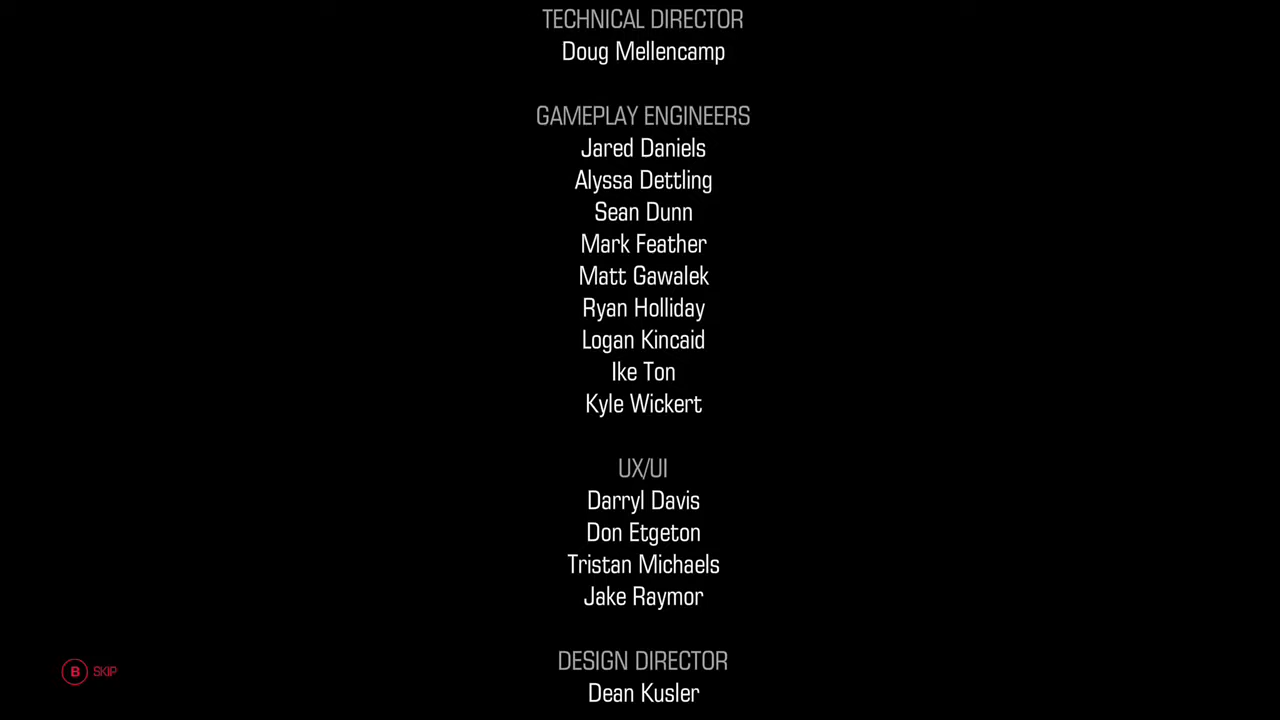 TECHNICAL DIRECTOR
Doug Mellencamp
GAMEPLAY ENGINEERS
Jared Daniels
Alyssa Dettling
Sean Dunn
Mark Feather
Matt Gawalek
Ryan Holliday
Logan Kincaid
Ike Ton
Kyle Wickert
UX/UI
Darryl Davis
Don Etgeton
Tristan Michaels
Jake Raymor
DESIGN DIRECTOR
Dean Kusler
B SKIP